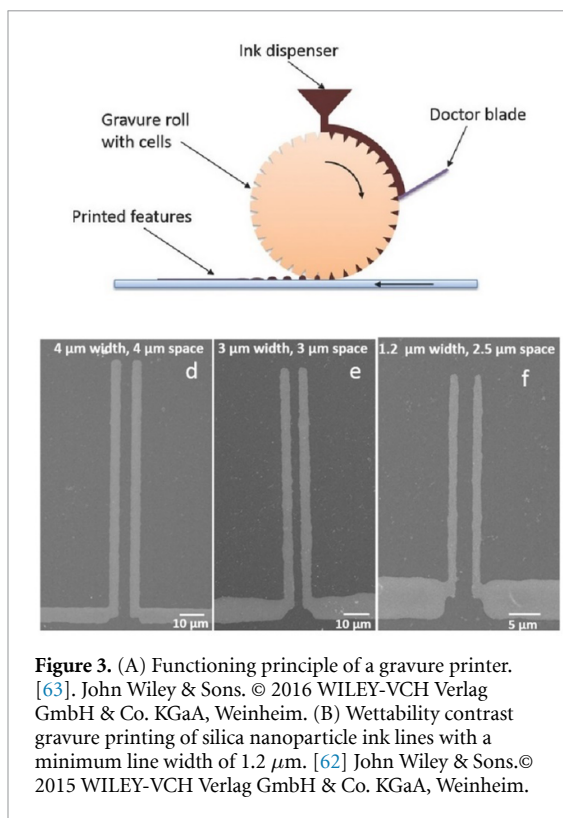 Ink dispenser
Gravure roll
with cells
Doctor blade
Printed features
4 μm width, 4 μm space
d
10 μm
3 μm width, 3 μm space
e
10 μm
1.2 μm width, 2.5 μm space
f
5 μm
Figure 3. (A) Functioning principle of a gravure printer.
[63]. John Wiley & Sons. © 2016 WILEY-VCH Verlag
GmbH & Co. KGaA, Weinheim. (B) Wettability contrast
gravure printing of silica nanoparticle ink lines with a
minimum line width of 1.2 μm. [62] John Wiley & Sons.©
2015 WILEY-VCH Verlag GmbH & Co. KGaA, Weinheim.